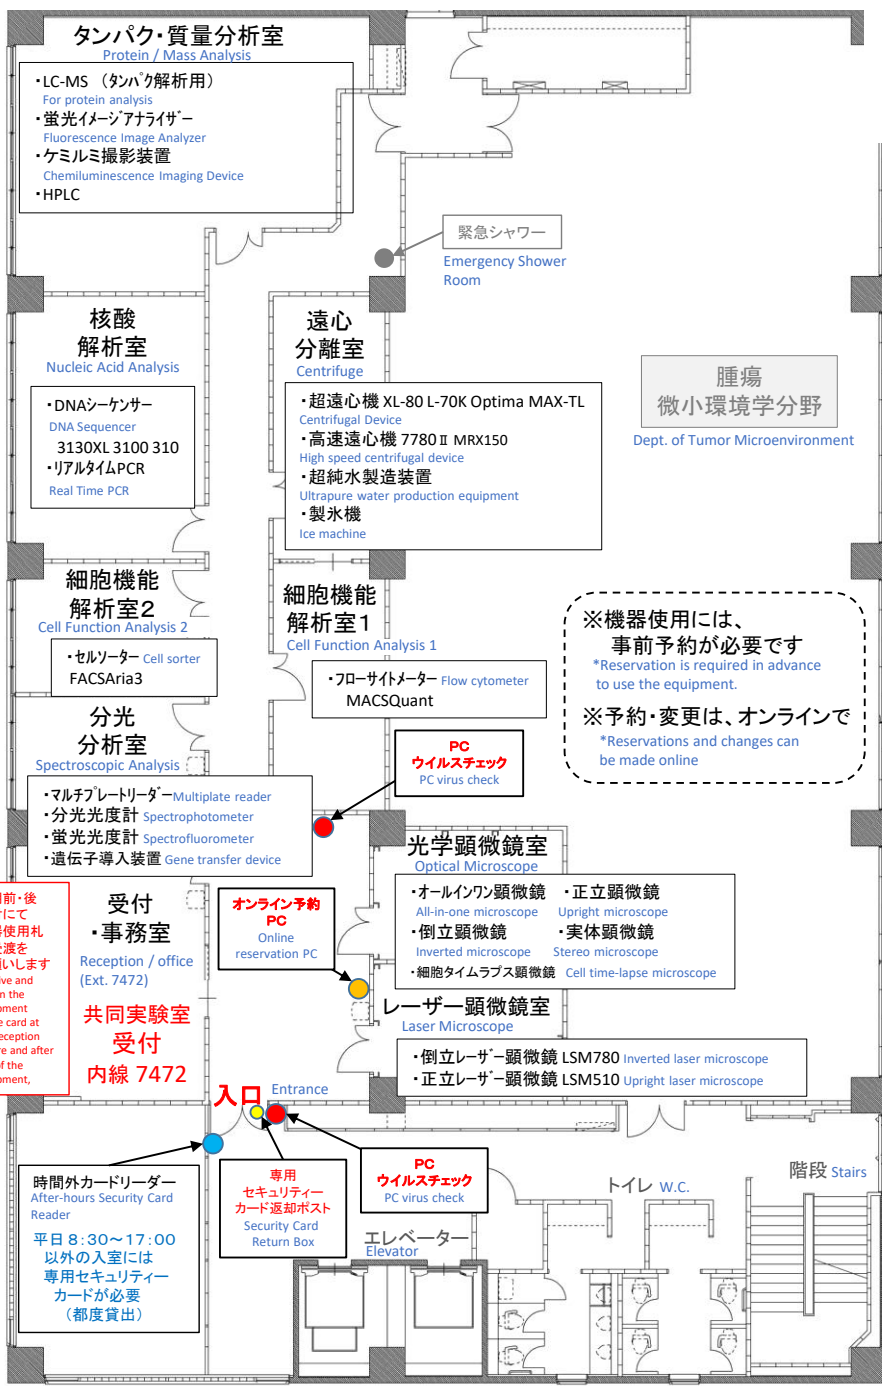 タンパク・質量分析室
Protein / Mass Analysis
・LC-MS （タンパク解析用）
For protein analysis
・蛍光イメージアナライザー
Fluorescence Image Analyzer
・ケミルミ撮影装置
Chemiluminescence Imaging Device
・HPLC
緊急シャワー
Emergency Shower
Room
核酸
解析室
Nucleic Acid Analysis
・DNAシーケンサー
DNA Sequencer
3130XL 3100 310
・リアルタイムPCR
Real Time PCR
遠心
分離室
Centrifuge
・超遠心機 XL-80 L-70K Optima MAX-TL
Centrifugal Device
・高速遠心機 7780Ⅱ MRX150
High speed centrifugal device
・超純水製造装置
Ultrapure water production equipment
・製氷機
Ice machine
腫瘍
微小環境学分野
Dept. of Tumor Microenvironment
細胞機能
解析室２
Cell Function Analysis 2
・セルソーター Cell sorter
FACSAria3
細胞機能
解析室1
Cell Function Analysis 1
・フローサイトメーター Flow cytometer
MACSQuant
※機器使用には、
事前予約が必要です
*Reservation is required in advance
to use the equipment.
※予約・変更は、オンラインで
*Reservations and changes can
be made online
分光
分析室
Spectroscopic Analysis
・マルチプレートリーダー Multiplate reader
・分光光度計 Spectrophotometer
・蛍光光度計 Spectrofluorometer
・遺伝子導入装置 Gene transfer device
PC
ウイルスチェック
PC virus check
光学顕微鏡室
Optical Microscope
・オールインワン顕微鏡 ・正立顕微鏡
All-in-one microscope Upright microscope
・倒立顕微鏡 ・実体顕微鏡
Inverted microscope Stereo microscope
・細胞タイムラプス顕微鏡 Cell time-lapse microscope
前・後
にて
使用札
渡を
願いします
and
the
card at
and after
of the
受付
・事務室
Reception / office
(Ext. 7472)
共同実験室
受付
内線 7472
オンライン予約
PC
Online
reservation PC
レーザー顕微鏡室
Laser Microscope
・倒立レーザー顕微鏡 LSM780 Inverted laser microscope
・正立レーザー顕微鏡 LSM510 Upright laser microscope
入口 Entrance
時間外カードリーダー
After-hours Security Card
Reader
平日 8：30～17：00
以外の入室には
専用セキュリティー
カードが必要
（都度貸出）
専用
セキュリティー
カード返却ポスト
Security Card
Return Box
PC
ウイルスチェック
PC virus check
エレベーター
Elevator
トイレ W.C.
階段 Stairs